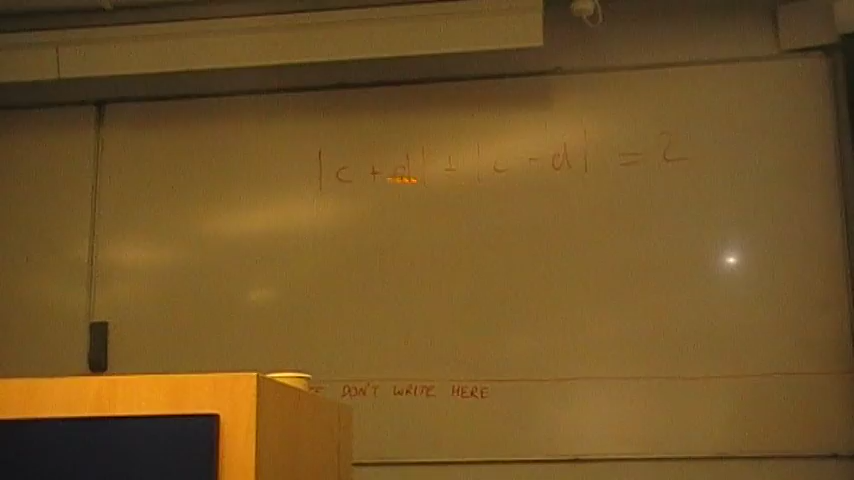 |c + d| + |c - d| = 2
DON'T WRITE HERE